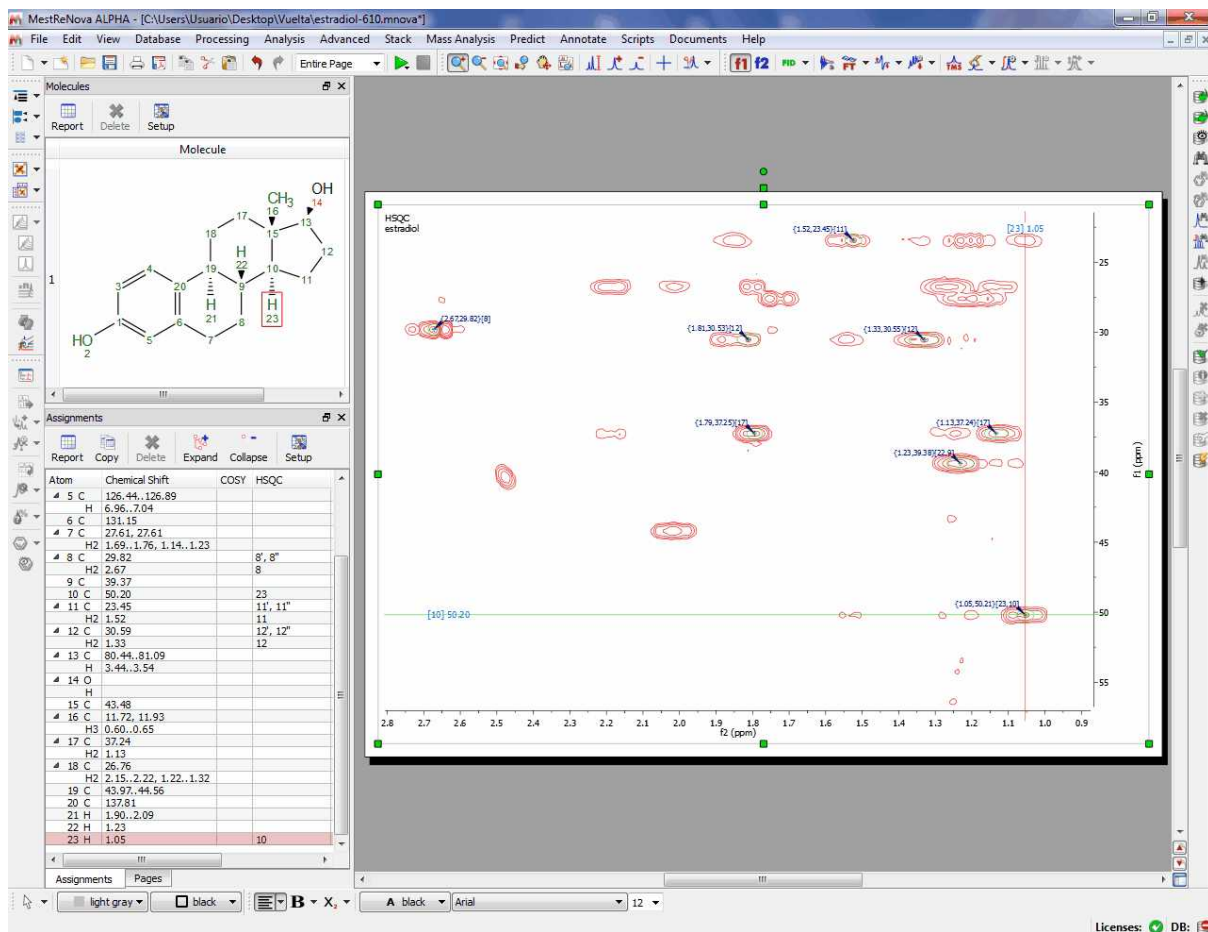 MestReNova ALPHA - [C:\Users\Usuario\Desktop\Vuelta\estradiol-610.mnova*]
File Edit View Database Processing Analysis Advanced Stack Mass Analysis Predict Annotate Scripts Documents Help
Entire Page f1 f2 PID FT TMS
Molecules
Report Delete Setup
Molecule
1
OH
14
CH3
16
17
13
18
15
12
H
22
4
19
10
3
20
9
11
H
21
H
23
1
6
8
HO
2
5
7
Assignments
Report Copy Delete Expand Collapse Setup
Atom Chemical Shift COSY HSQC
5 C 126.44..126.89
H 6.96..7.04
6 C 131.15
7 C 27.61, 27.61
H2 1.69..1.76, 1.14..1.23
8 C 29.82 8', 8"
H2 2.67 8
9 C 39.37
10 C 50.20 23
11 C 23.45 11', 11"
H2 1.52 11
12 C 30.59 12', 12"
H2 1.33 12
13 C 80.44..81.09
H 3.44..3.54
14 O
H
15 C 43.48
16 C 11.72, 11.93
H3 0.60..0.65
17 C 37.24
H2 1.13
18 C 26.76
H2 2.15..2.22, 1.22..1.32
19 C 43.97..44.56
20 C 137.81
21 H 1.90..2.09
22 H 1.23
23 H 1.05 10
Assignments Pages
HSQC
estradiol
{1.52,23.45}[11]
[23] 1.05
{2.67,29.82}[8]
{1.81,30.53}[12]
{1.33,30.55}[12]
{1.79,37.25}[17]
{1.13,37.24}[17]
{1.23,39.38}[22,9]
{1.05,50.21}[23,10]
[10] 50.20
25
30
35
40
45
50
55
f1 (ppm)
2.8 2.7 2.6 2.5 2.4 2.3 2.2 2.1 2.0 1.9 1.8 1.7 1.6 1.5 1.4 1.3 1.2 1.1 1.0 0.9
f2 (ppm)
light gray black B X2 A black Arial 12
Licenses: DB: